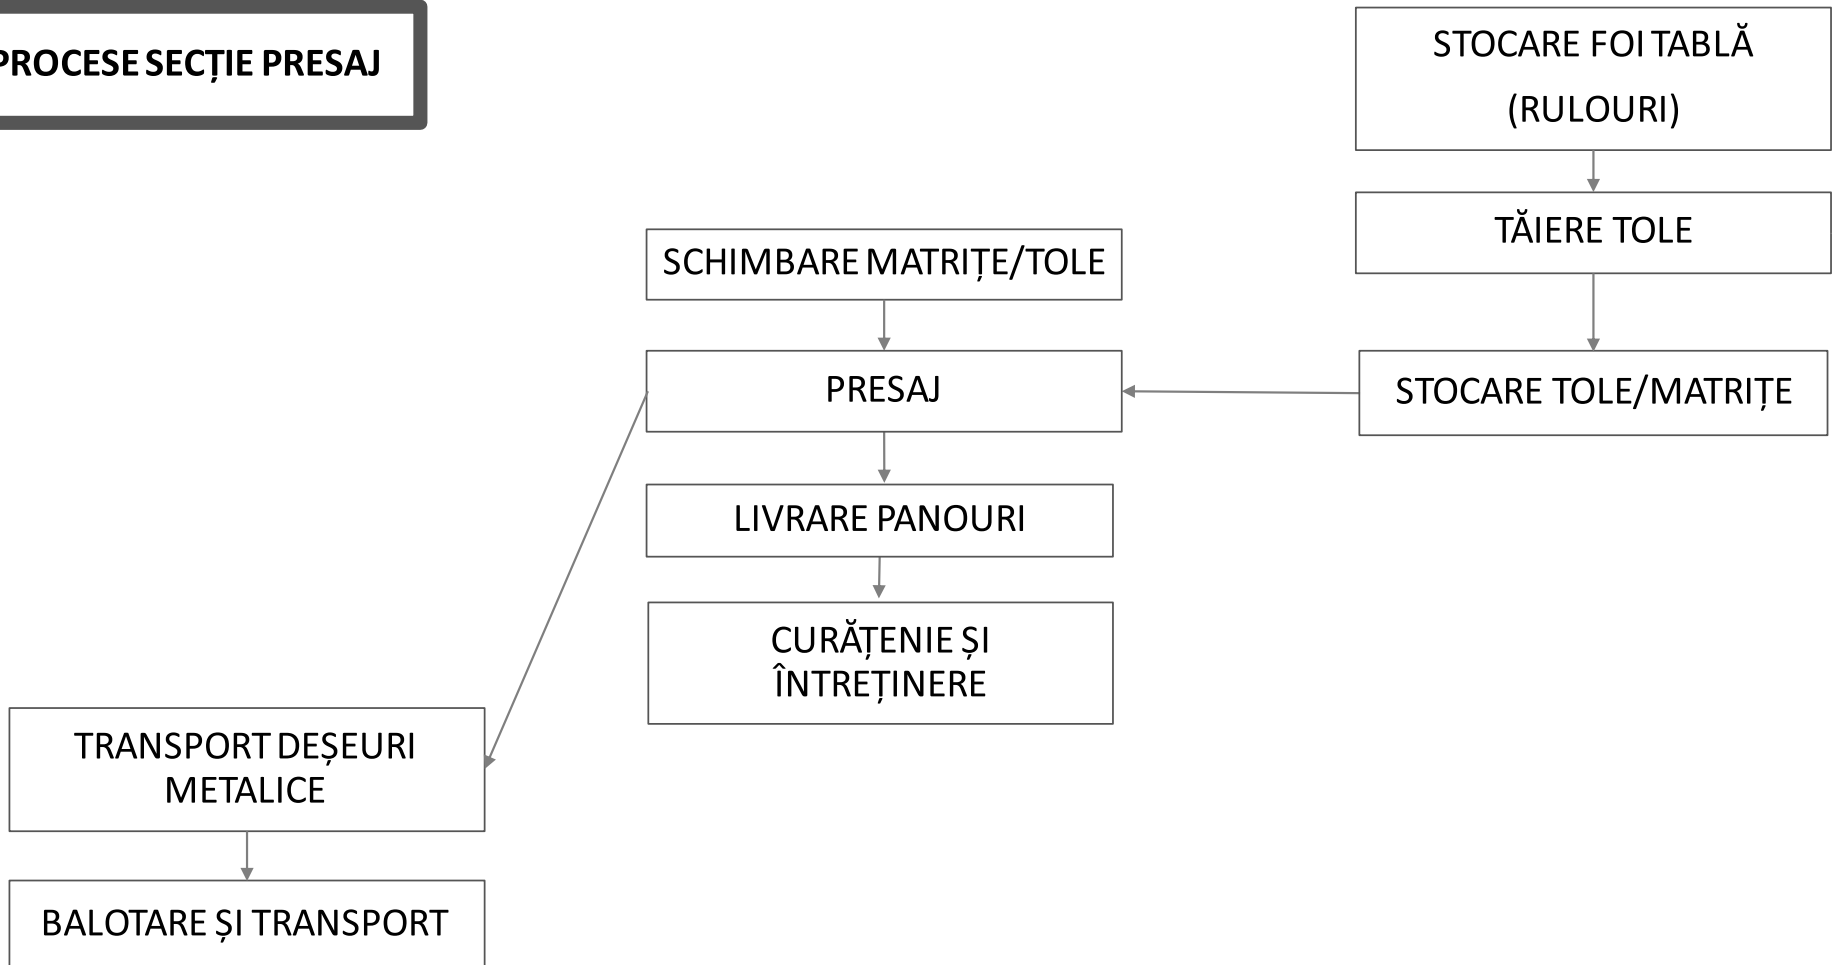 PROCESE SECȚIE PRESAJ
STOCARE FOI TABLĂ
(RULOURI)
TĂIERE TOLE
SCHIMBARE MATRIȚE/TOLE
PRESAJ
STOCARE TOLE/MATRIȚE
LIVRARE PANOURI
CURĂȚENIE ȘI
ÎNTREȚINERE
TRANSPORT DEȘEURI
METALICE
BALOTARE ȘI TRANSPORT